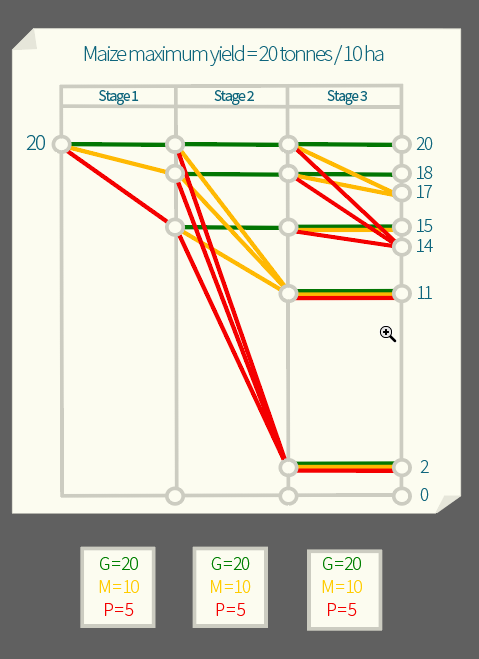 Maize maximum yield = 20 tonnes / 10 ha
Stage 1 Stage 2 Stage 3
20 20
18
17
15
14
11
2
0
G=20 G=20 G=20
M=10 M=10 M=10
P=5 P=5 P=5